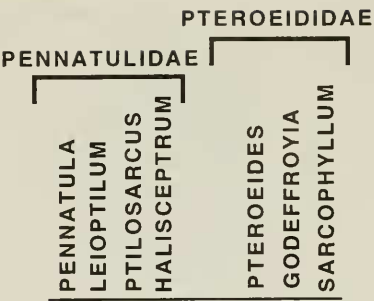 PTEROEIDIDAE
PENNATULIDAE
PENNATULA
LEIOPTILUM
PTILOSARCUS
HALISCEPTRUM
PTEROEIDES
GODEFFROYIA
SARCOPHYLLUM